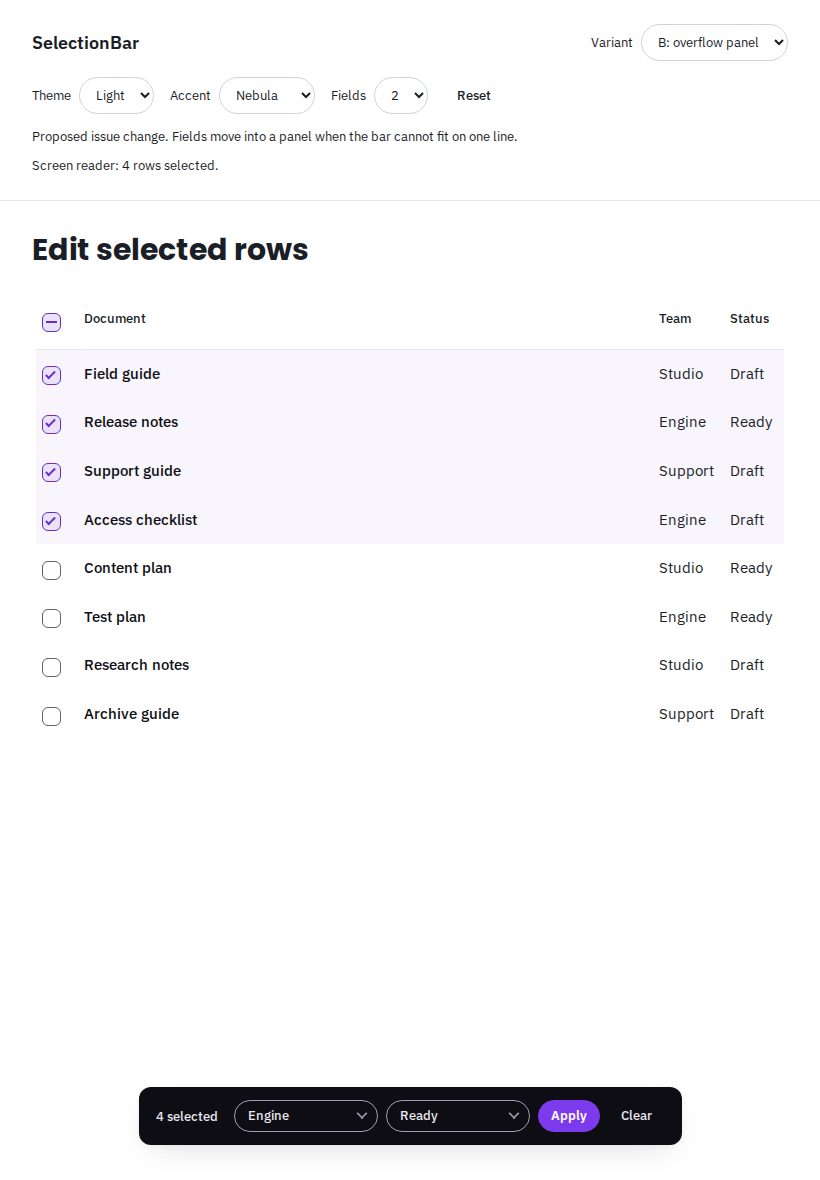 SelectionBar
Variant B: overflow panel
Theme Light Accent Nebula Fields 2 Reset
Proposed issue change. Fields move into a panel when the bar cannot fit on one line.
Screen reader: 4 rows selected.
Edit selected rows
Document Team Status
Field guide Studio Draft
Release notes Engine Ready
Support guide Support Draft
Access checklist Engine Draft
Content plan Studio Ready
Test plan Engine Ready
Research notes Studio Draft
Archive guide Support Draft
4 selected Engine Ready Apply Clear